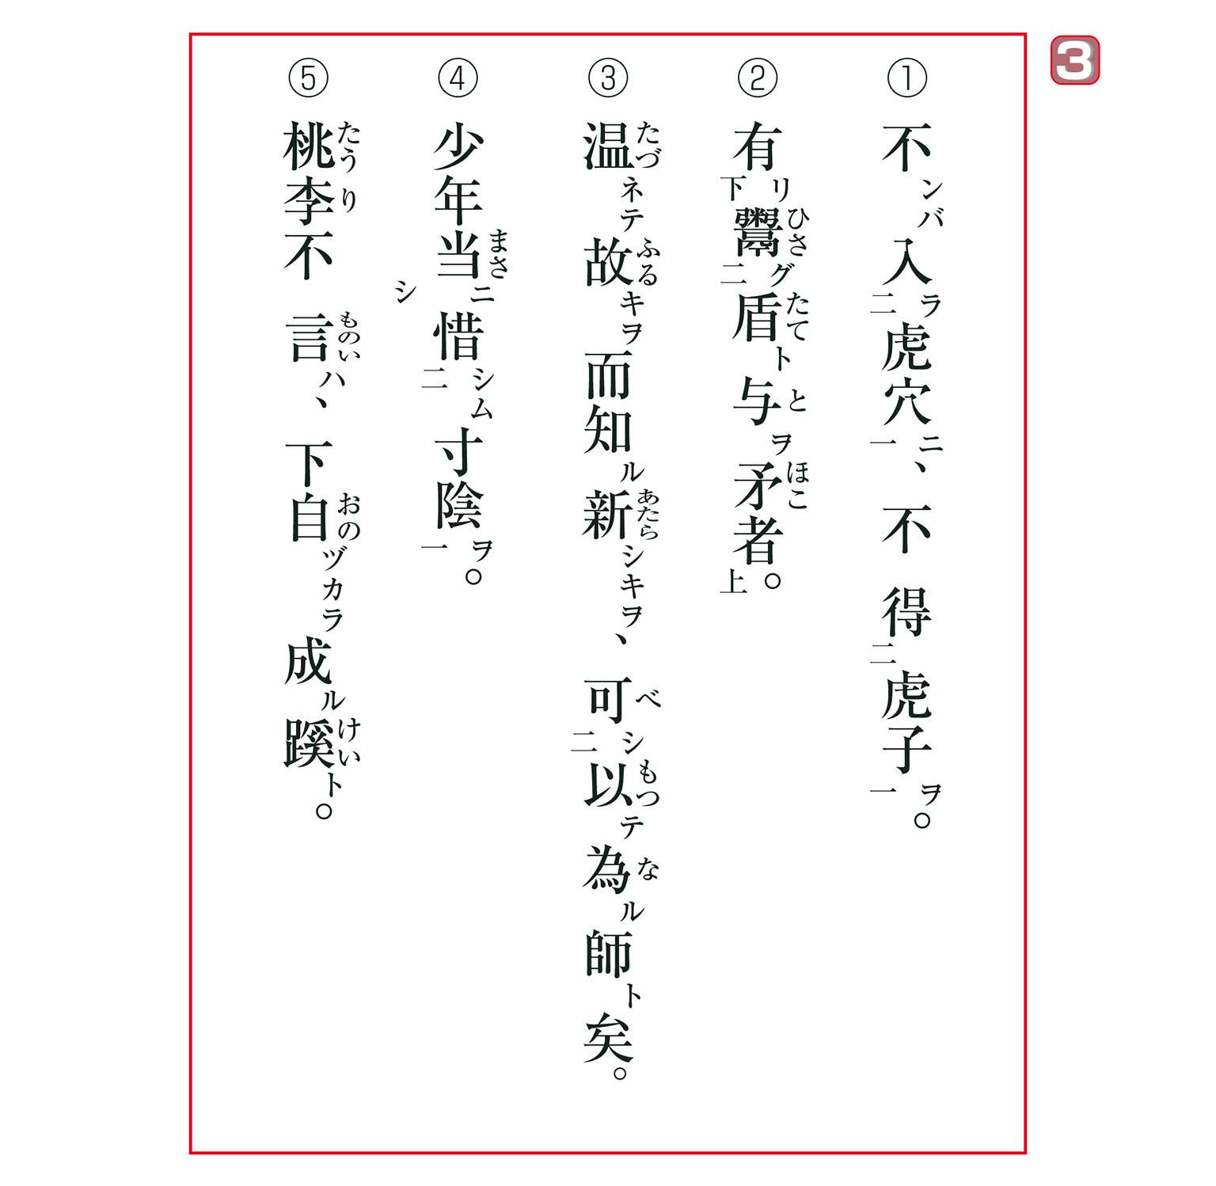 3
① 不ンバ入ラ二虎穴ニ一、不得二虎子ヲ一。
② 有リ下鬻ひさグ二盾たてト与とヲ矛ほこ者上。
③ 温たづネテ故ふるキヲ而知ル新あたらシキヲ、可べシ二以もつテ為なル師ト矣。
④ 少年当まさニシ惜シム二寸陰ヲ一。
⑤ 桃たう李り不言ものいハ、下自おのヅカラ成ル蹊けいト。